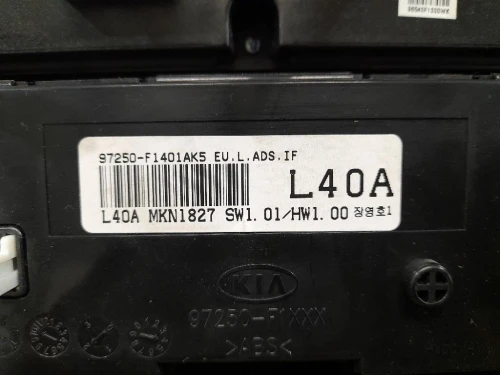 97250-F1401AK5 EU.L.ADS.IF
L40A
L40A MKN1827 SW1.01/HW1.00 장영호1
KIA
97250-F1XXX
>ABS<